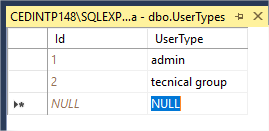 CEDINTP148\SQLEXP...a - dbo.UserTypes
Id UserType
1 admin
2 tecnical group
NULL NULL